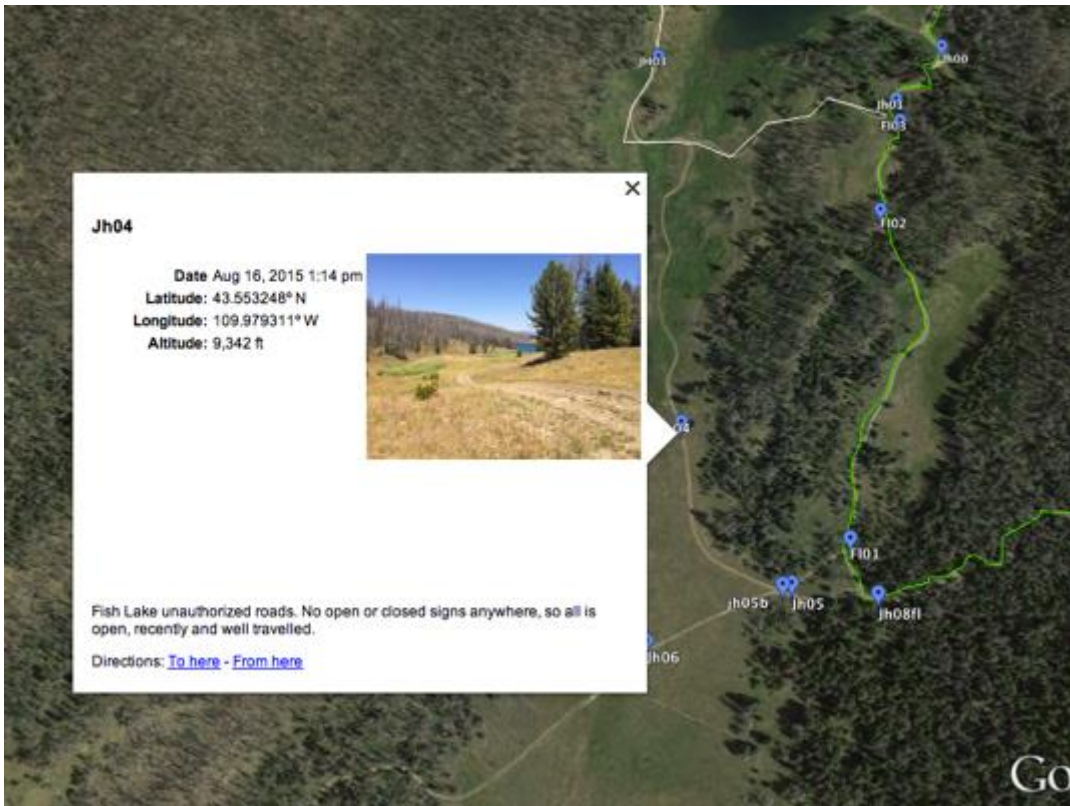 Jh00
Jh01
Fl03
Fl02
Jh04
Date Aug 16, 2015 1:14 pm
Latitude: 43.553248° N
Longitude: 109.979311° W
Altitude: 9,342 ft
Fl01
jh05b
Jh05
Jh08fl
Fish Lake unauthorized roads. No open or closed signs anywhere, so all is
open, recently and well travelled.
Directions: To here - From here
Jh06
Go